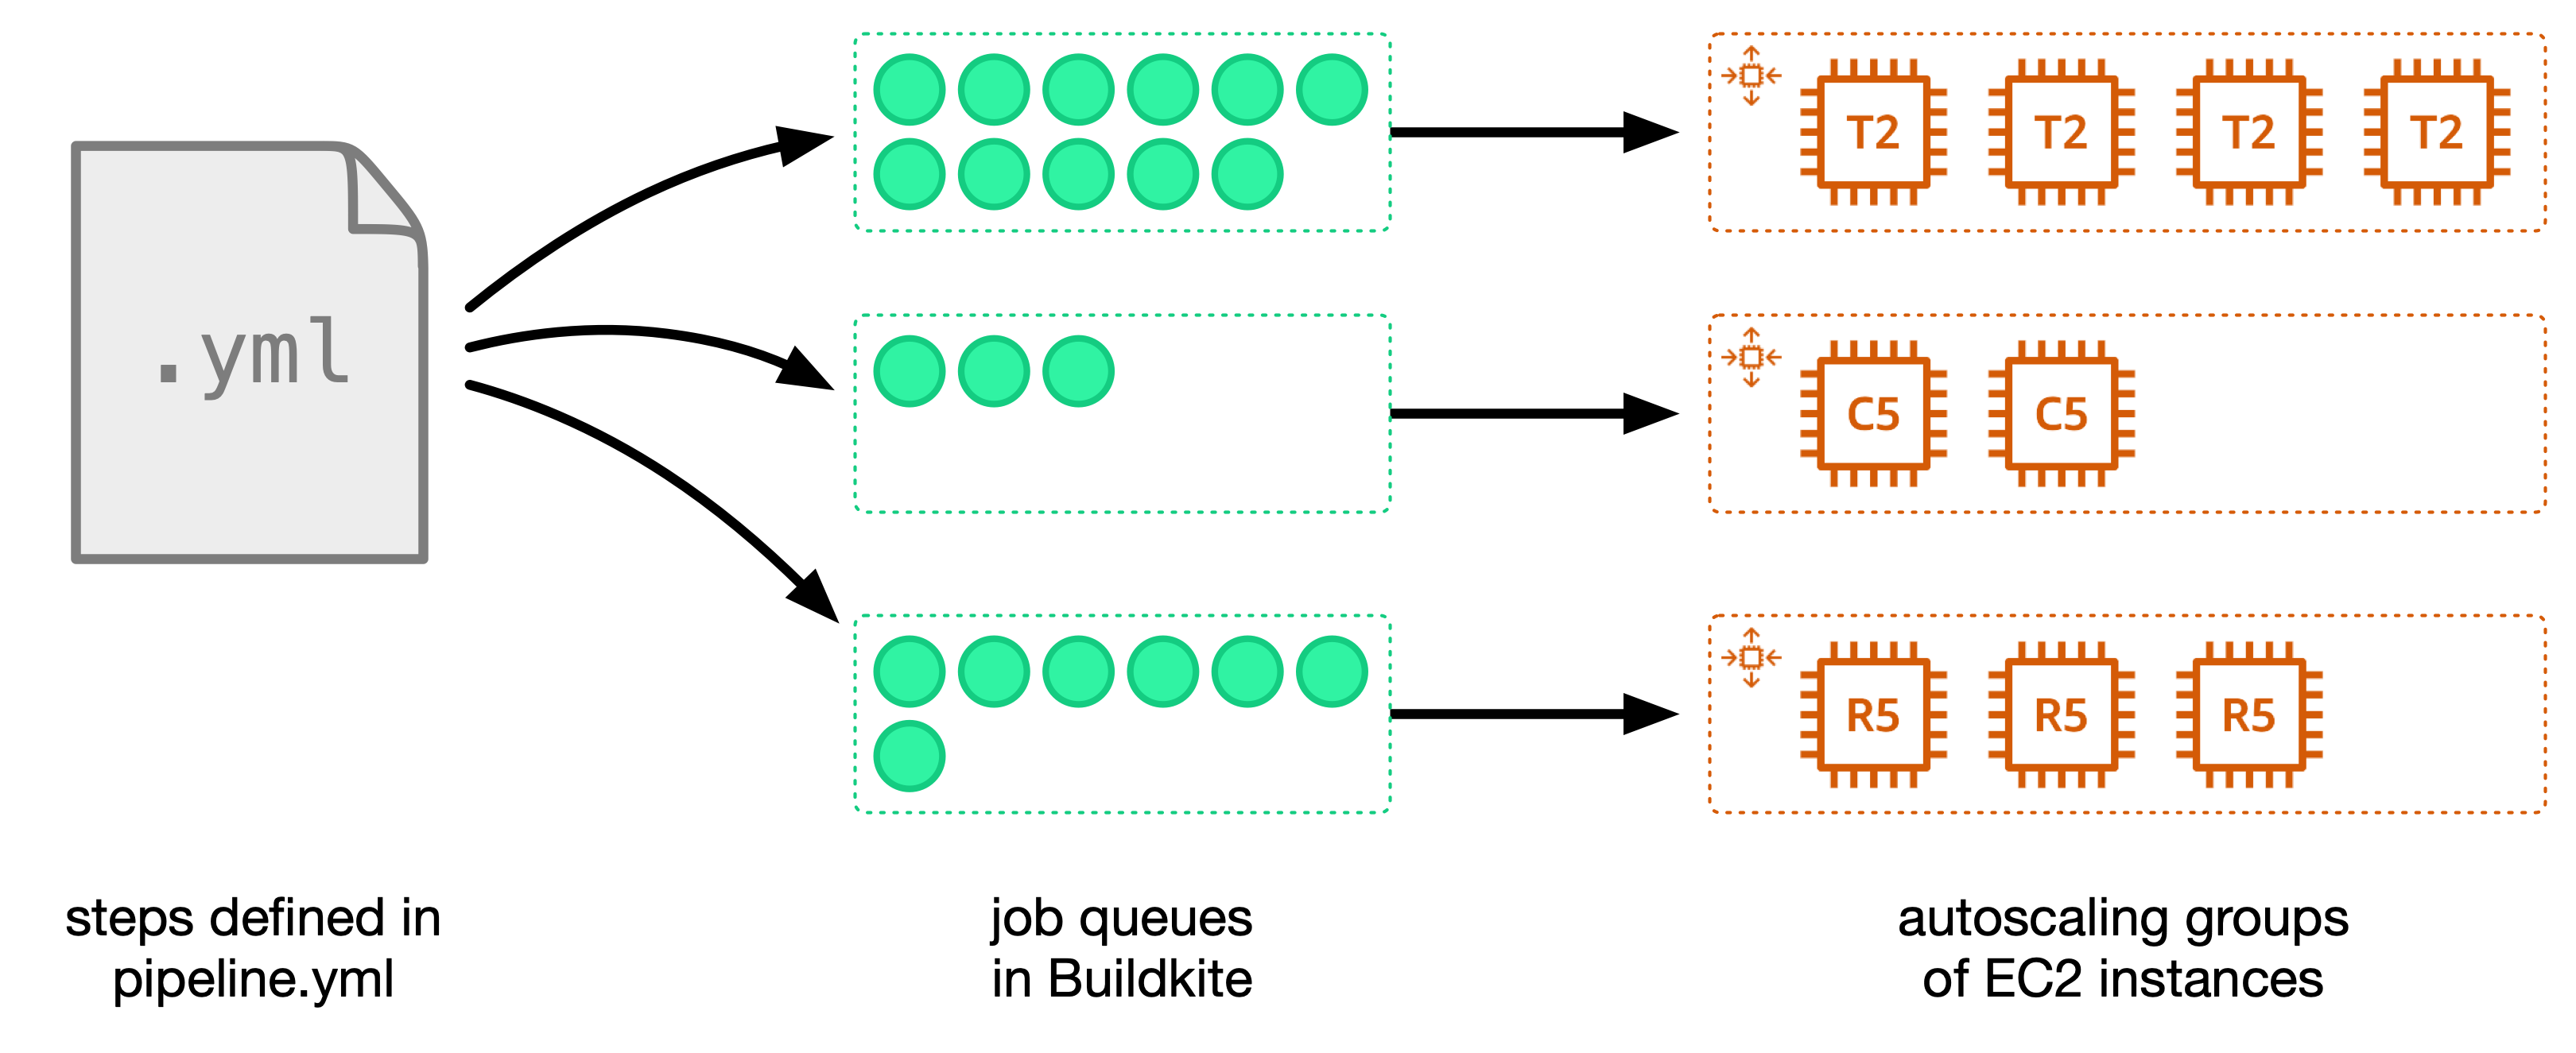 .yml
T2 T2 T2 T2
C5 C5
R5 R5 R5
steps defined in
pipeline.yml
job queues
in Buildkite
autoscaling groups
of EC2 instances